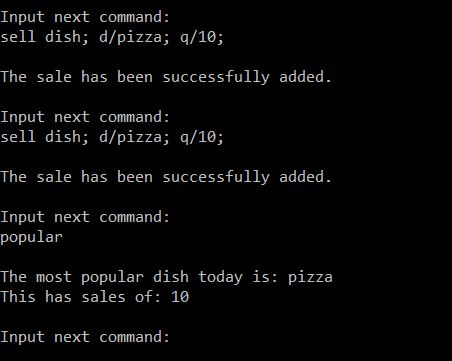 Input next command:
sell dish; d/pizza; q/10;
The sale has been successfully added.
Input next command:
sell dish; d/pizza; q/10;
The sale has been successfully added.
Input next command:
popular
The most popular dish today is: pizza
This has sales of: 10
Input next command: